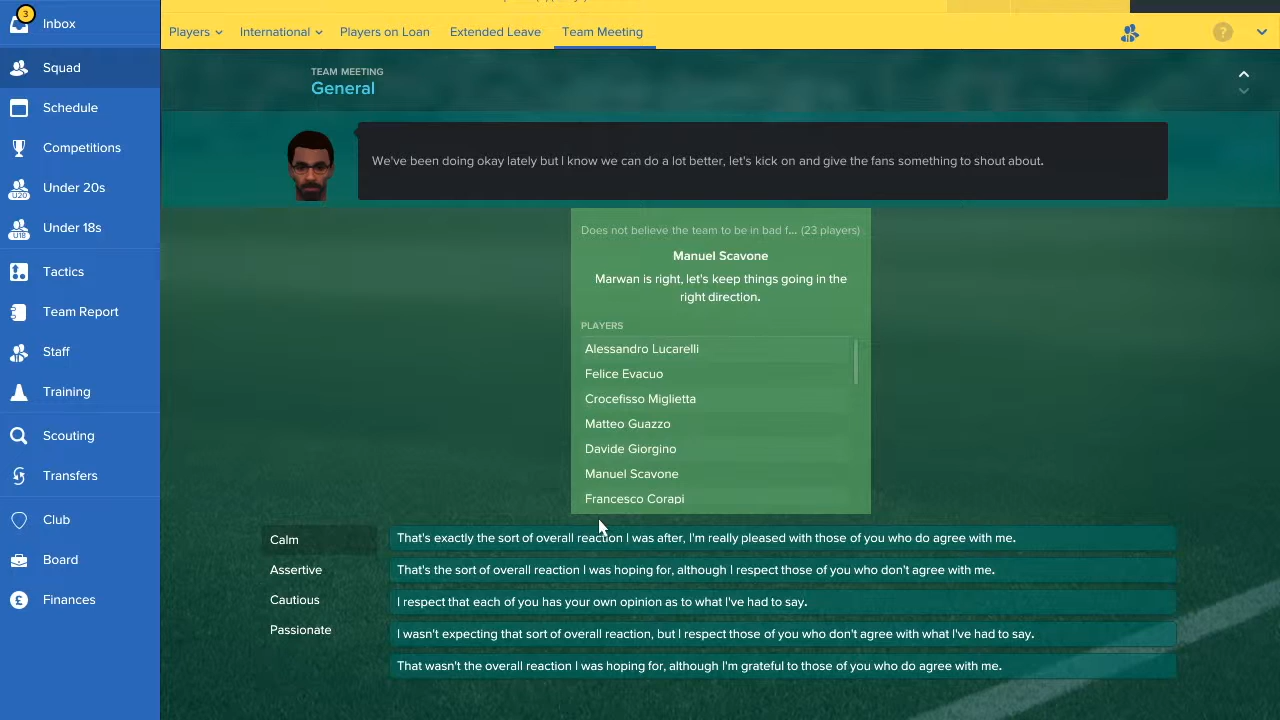 3
Inbox
Squad
Schedule
Competitions
U20
Under 20s
U18
Under 18s
Tactics
Team Report
Staff
Training
Scouting
Transfers
Club
Board
£
Finances
Players
International
Players on Loan
Extended Leave
Team Meeting
?
TEAM MEETING
General
We've been doing okay lately but I know we can do a lot better, let's kick on and give the fans something to shout about.
Does not believe the team to be in bad f... (23 players)
Manuel Scavone
Marwan is right, let's keep things going in the
right direction.
PLAYERS
Alessandro Lucarelli
Felice Evacuo
Crocefisso Miglietta
Matteo Guazzo
Davide Giorgino
Manuel Scavone
Francesco Corapi
Calm
Assertive
Cautious
Passionate
That's exactly the sort of overall reaction I was after, I'm really pleased with those of you who do agree with me.
That's the sort of overall reaction I was hoping for, although I respect those of you who don't agree with me.
I respect that each of you has your own opinion as to what I've had to say.
I wasn't expecting that sort of overall reaction, but I respect those of you who don't agree with what I've had to say.
That wasn't the overall reaction I was hoping for, although I'm grateful to those of you who do agree with me.